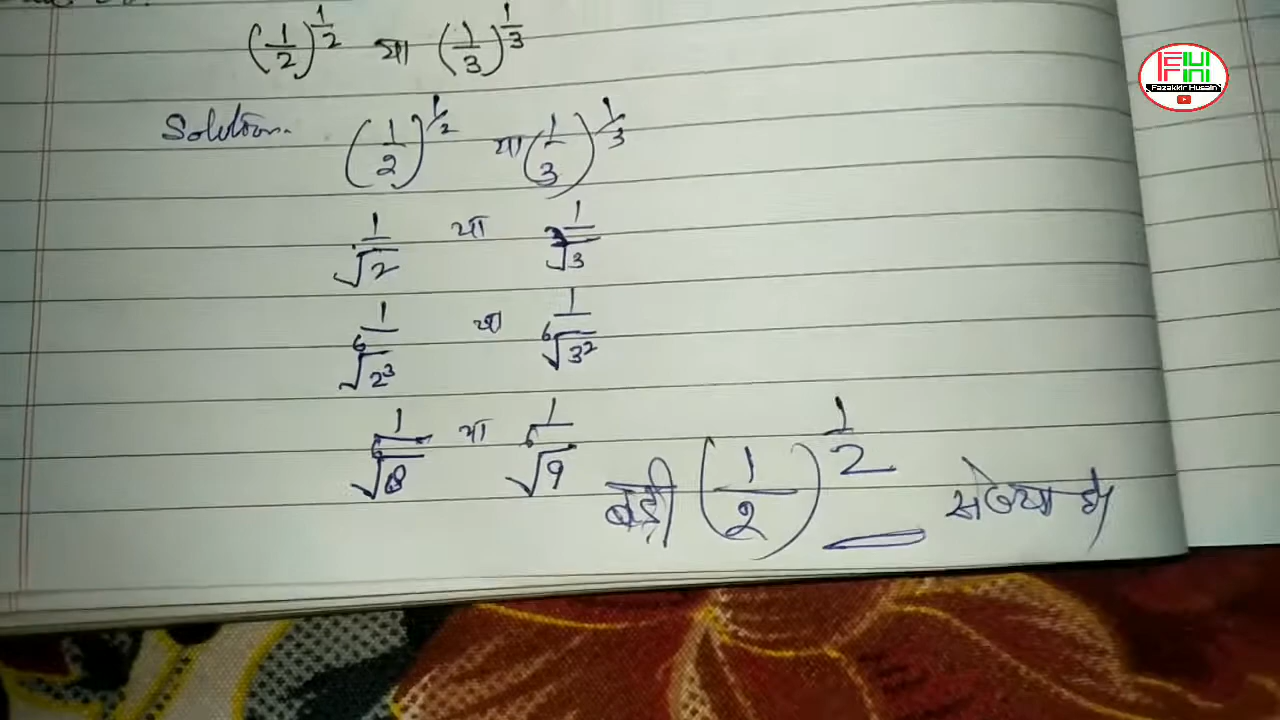 (1/2)^1/2 या (1/3)^1/3
Solution. (1/2)^1/2 या (1/3)^1/3
1/√2 या 1/³√3
1/⁶√2³ या 1/⁶√3²
1/⁶√8 या 1/⁶√9
बड़ी (1/2)^1/2 संख्या है
Fazakkir Husain